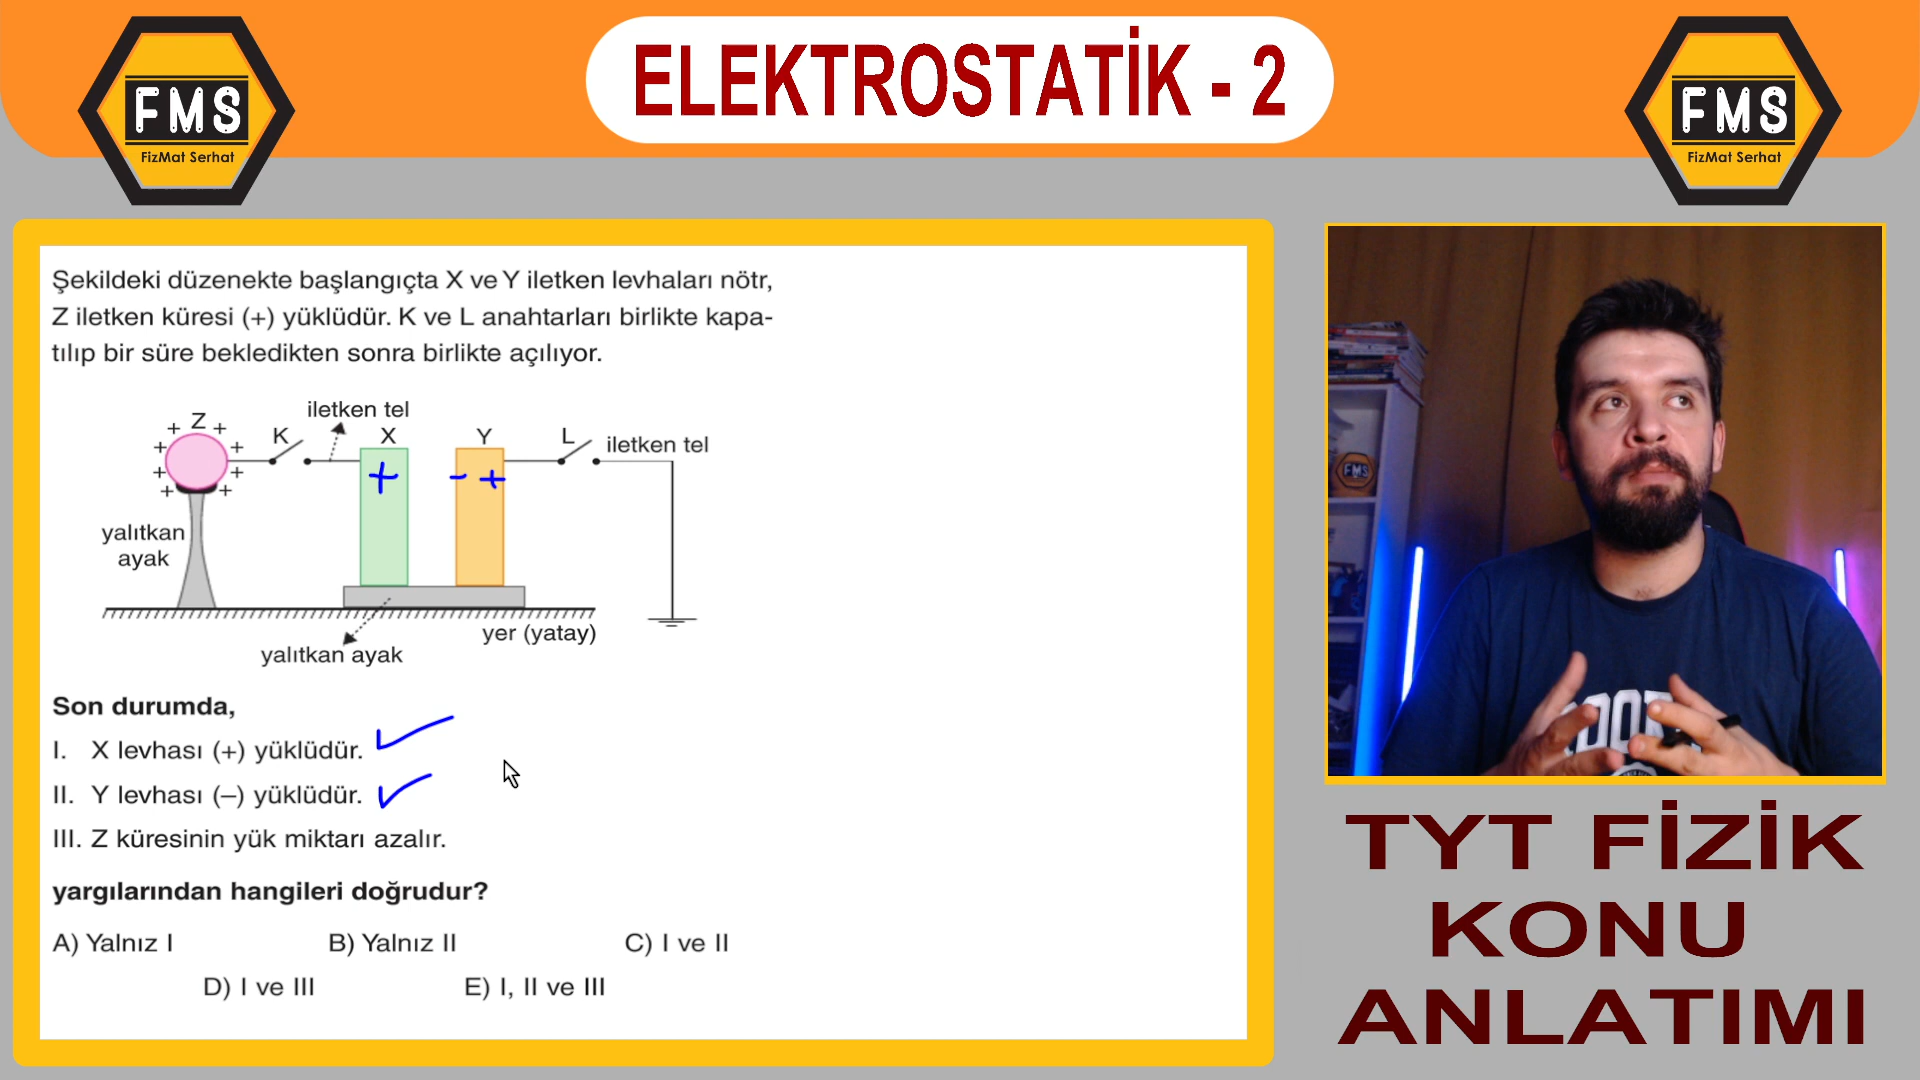 FMS
FizMat Serhat
ELEKTROSTATİK - 2
FMS
FizMat Serhat
Şekildeki düzenekte başlangıçta X ve Y iletken levhaları nötr,
Z iletken küresi (+) yüklüdür. K ve L anahtarları birlikte kapa-
tılıp bir süre bekledikten sonra birlikte açılıyor.
iletken tel
+ Z +
K
X
Y
L
iletken tel
+ +
+ - +
+ +
+ +
yalıtkan
ayak
yer (yatay)
yalıtkan ayak
Son durumda,
I. X levhası (+) yüklüdür.
II. Y levhası (–) yüklüdür.
III. Z küresinin yük miktarı azalır.
yargılarından hangileri doğrudur?
A) Yalnız I B) Yalnız II C) I ve II
D) I ve III E) I, II ve III
FMS
TYT FİZİK
KONU
ANLATIMI